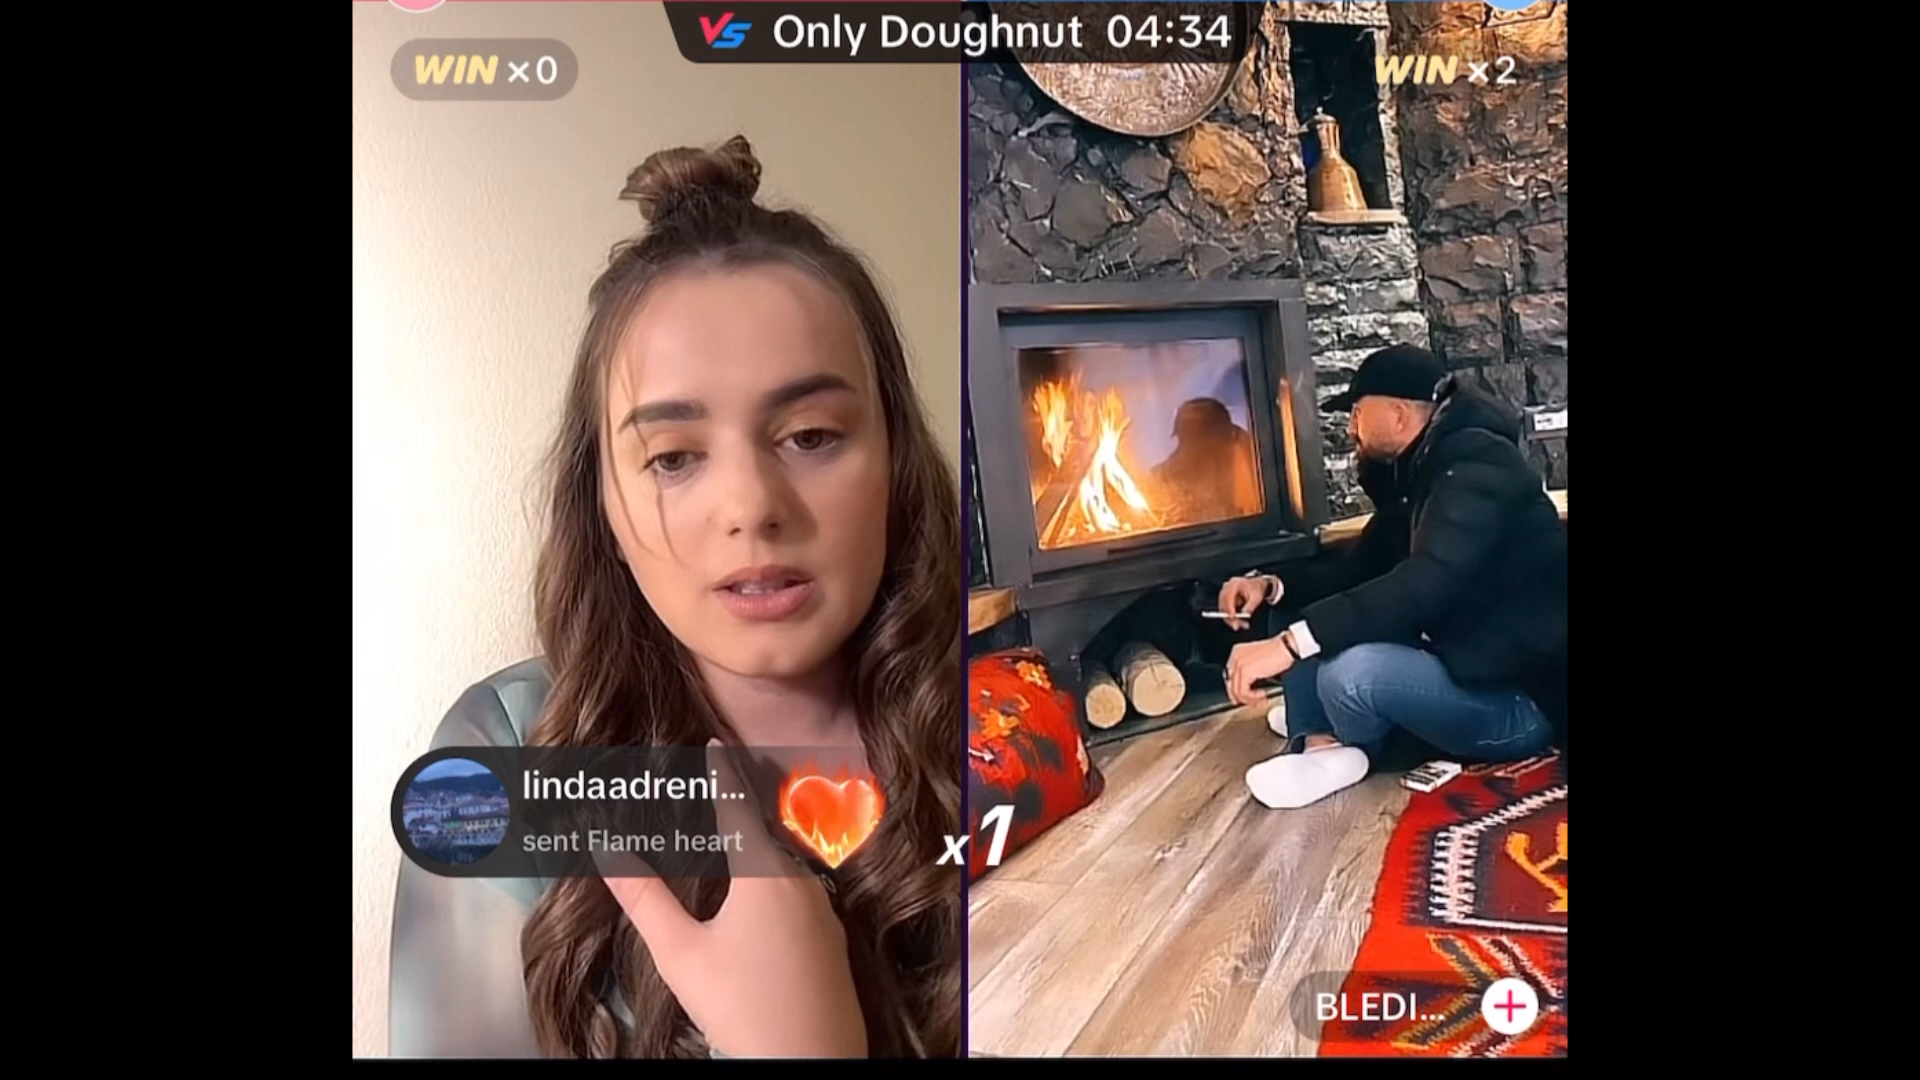 VS Only Doughnut 04:34
WIN ×0
WIN ×2
lindaadreni...
sent Flame heart
x1
BLEDI...